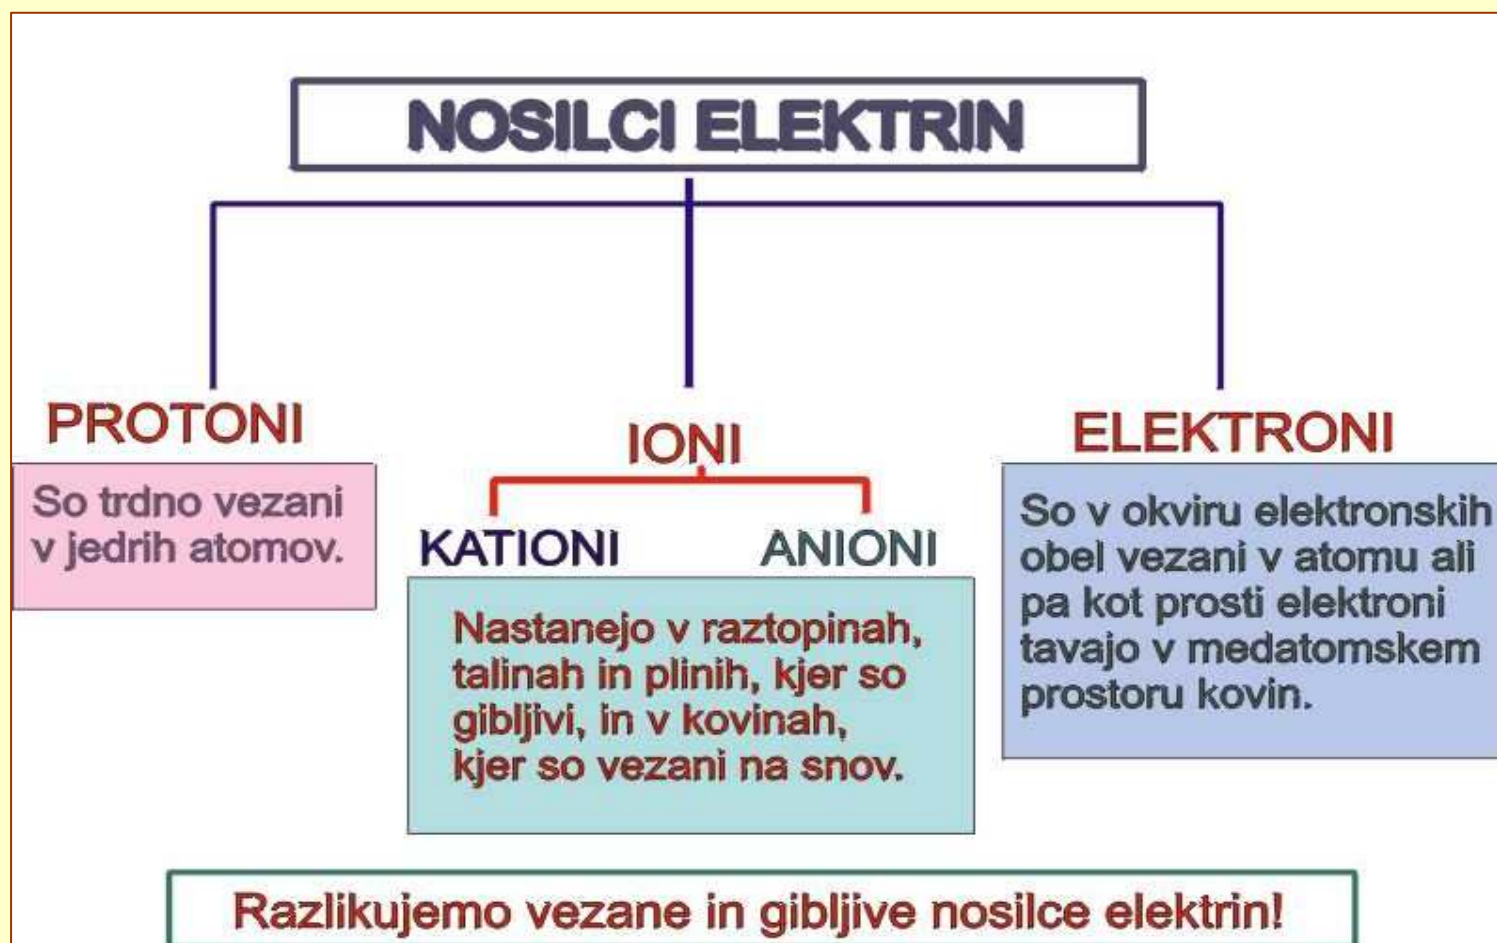 NOSILCI ELEKTRIN
PROTONI
So trdno vezani
v jedrih atomov.
IONI
KATIONI
ANIONI
Nastanejo v raztopinah,
talinah in plinih, kjer so
gibljivi, in v kovinah,
kjer so vezani na snov.
ELEKTRONI
So v okviru elektronskih
obel vezani v atomu ali
pa kot prosti elektroni
tavajo v medatomskem
prostoru kovin.
Razlikujemo vezane in gibljive nosilce elektrin!